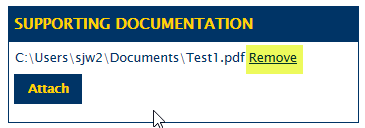 SUPPORTING DOCUMENTATION
C:\Users\sjw2\Documents\Test1.pdf Remove
Attach